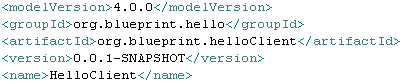 <modelVersion>4.0.0</modelVersion>
<groupId>org.blueprint.hello</groupId>
<artifactId>org.blueprint.helloClient</artifactId>
<version>0.0.1-SNAPSHOT</version>
<name>HelloClient</name>